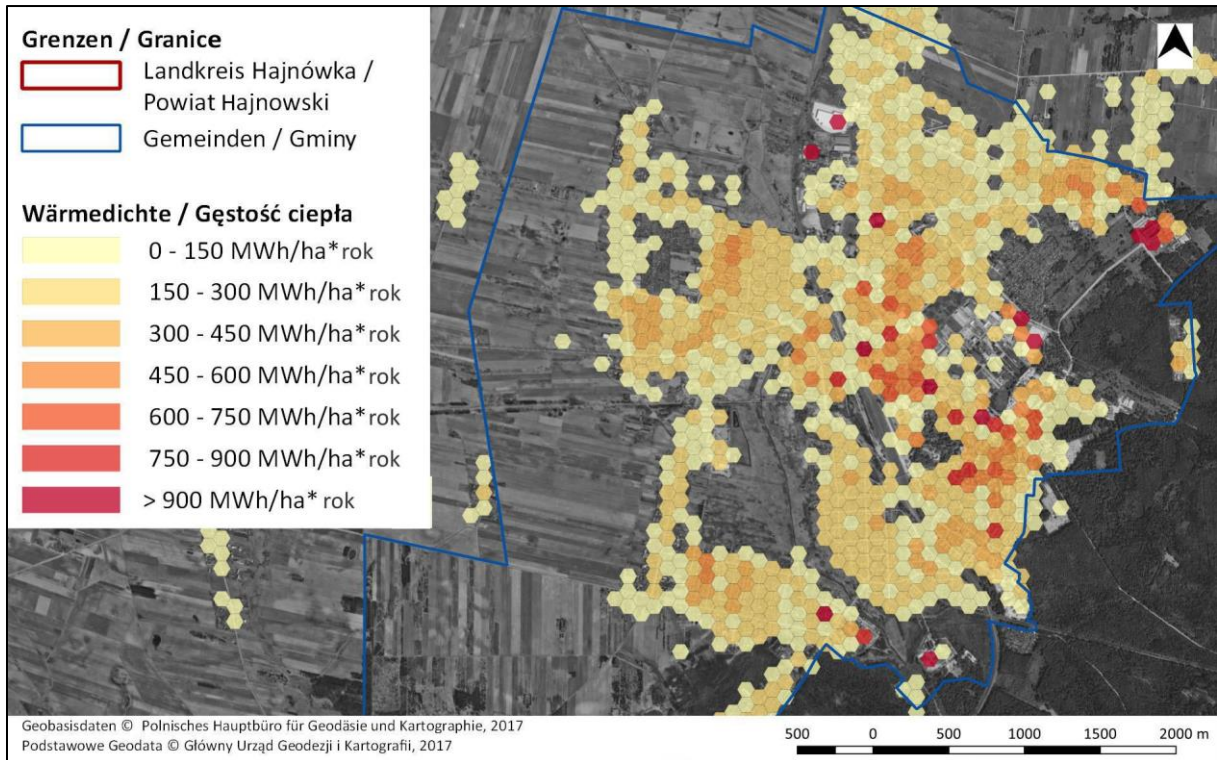 Grenzen / Granice
Landkreis Hajnówka /
Powiat Hajnowski
Gemeinden / Gminy
Wärmedichte / Gęstość ciepła
0 - 150 MWh/ha*rok
150 - 300 MWh/ha*rok
300 - 450 MWh/ha*rok
450 - 600 MWh/ha*rok
600 - 750 MWh/ha*rok
750 - 900 MWh/ha*rok
> 900 MWh/ha*rok
Geobasisdaten © Polnisches Hauptbüro für Geodäsie und Kartographie, 2017
Podstawowe Geodata © Główny Urząd Geodezji i Kartografii, 2017
500 0 500 1000 1500 2000 m